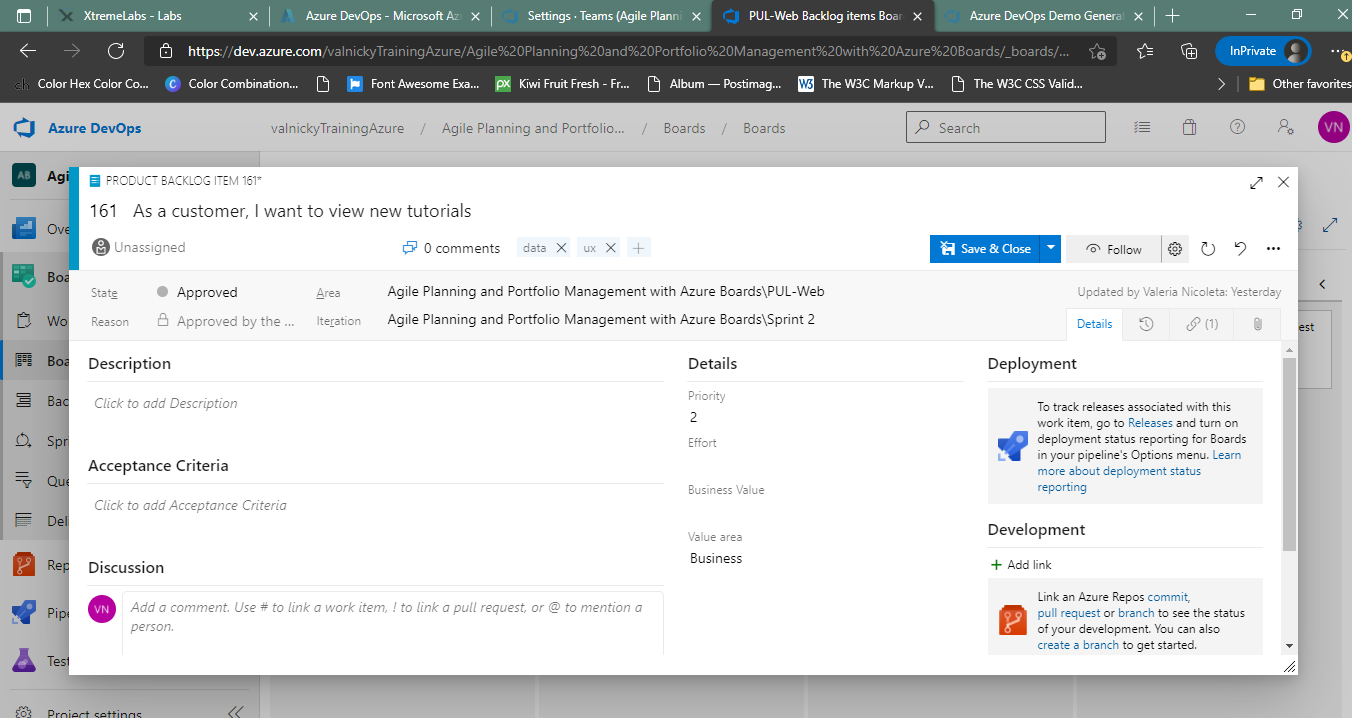 XtremeLabs - Labs
Azure DevOps - Microsoft Az
Settings · Teams (Agile Planni
PUL-Web Backlog items Boar
Azure DevOps Demo Generat
https://dev.azure.com/valnickyTrainingAzure/Agile%20Planning%20and%20Portfolio%20Management%20with%20Azure%20Boards/_boards/...
InPrivate
Color Hex Color Co...
Color Combination...
Font Awesome Exa...
px
Kiwi Fruit Fresh - Fr...
Album — Postimag...
W3
The W3C Markup V...
The W3C CSS Valid...
Other favorites
Azure DevOps
valnickyTrainingAzure / Agile Planning and Portfolio... / Boards / Boards
Search
VN
AB
Agi
Ove
Boa
Wo
Boa
Bac
Spri
Que
Deli
Rep
Pipe
Test
Project settings
est
PRODUCT BACKLOG ITEM 161*
161 As a customer, I want to view new tutorials
Unassigned
0 comments
data
ux
Save & Close
Follow
State
Approved
Area
Agile Planning and Portfolio Management with Azure Boards\PUL-Web
Updated by Valeria Nicoleta: Yesterday
Reason
Approved by the ...
Iteration
Agile Planning and Portfolio Management with Azure Boards\Sprint 2
Details
(1)
Description
Click to add Description
Acceptance Criteria
Click to add Acceptance Criteria
Discussion
VN
Add a comment. Use # to link a work item, ! to link a pull request, or @ to mention a
person.
Details
Priority
2
Effort
Business Value
Value area
Business
Deployment
To track releases associated with this
work item, go to Releases and turn on
deployment status reporting for Boards
in your pipeline's Options menu. Learn
more about deployment status
reporting
Development
Add link
Link an Azure Repos commit,
pull request or branch to see the status
of your development. You can also
create a branch to get started.